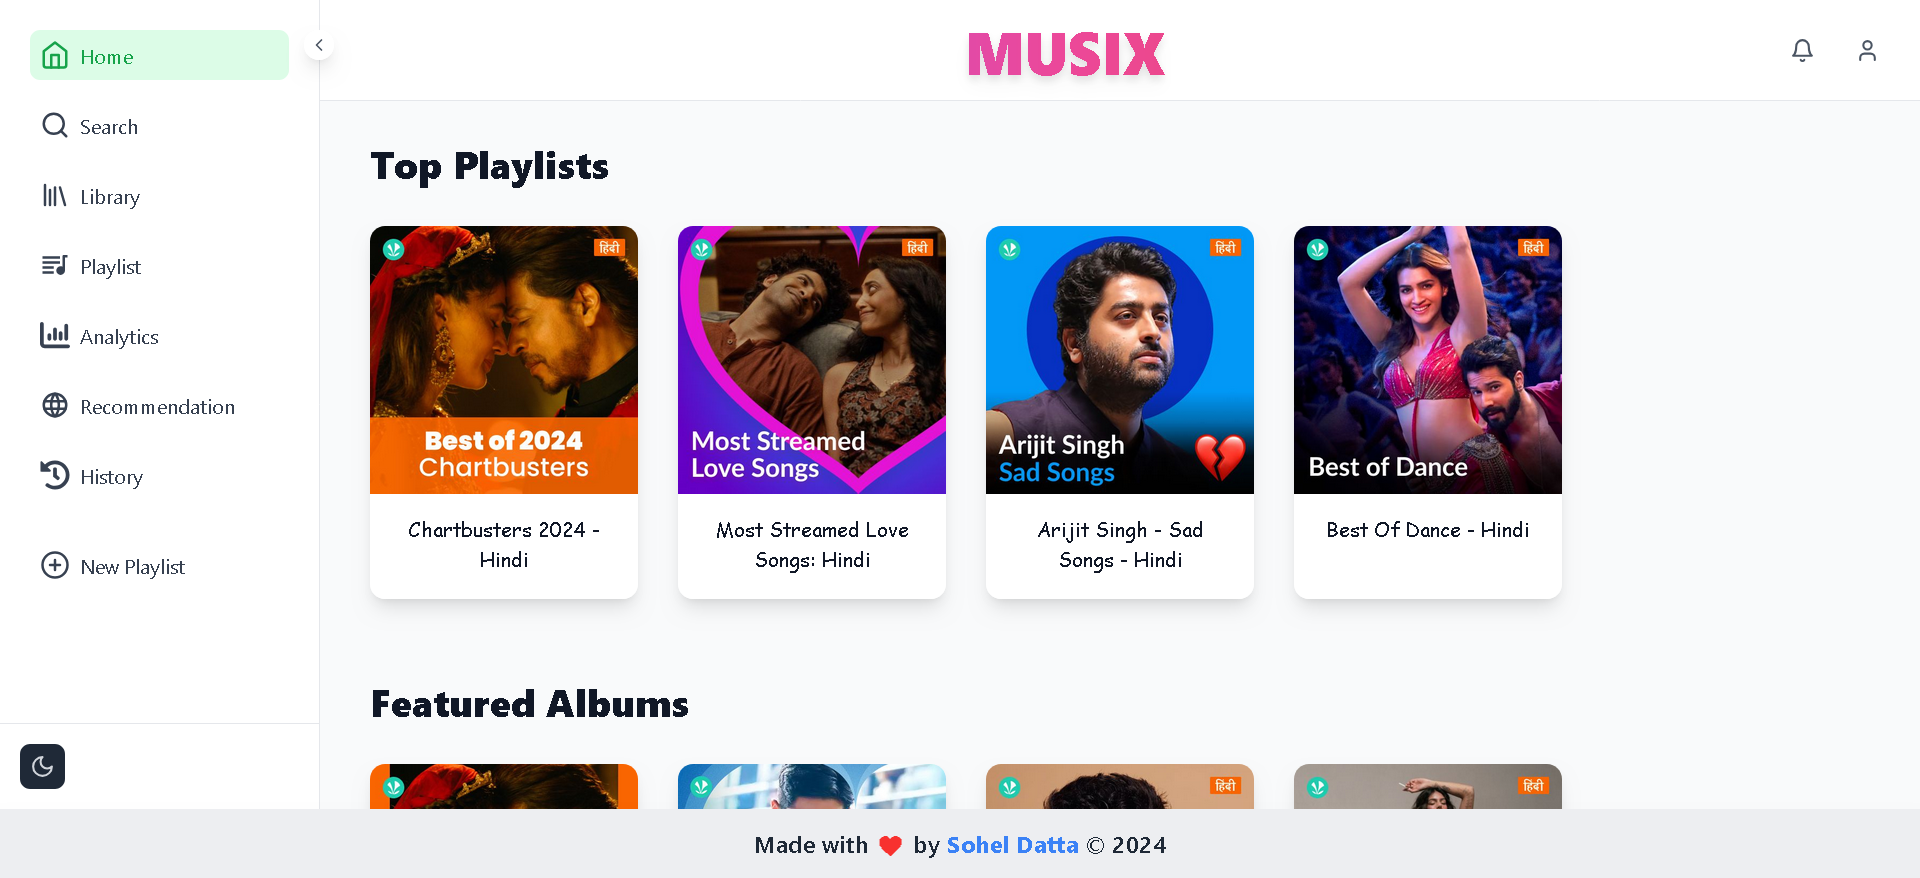 Home
MUSIX
Search
Library
Playlist
Analytics
Recommendation
History
New Playlist
Top Playlists
हिंदी
Best of 2024
Chartbusters
Chartbusters 2024 -
Hindi
हिंदी
Most Streamed
Love Songs
Most Streamed Love
Songs: Hindi
हिंदी
Arijit Singh
Sad Songs
Arijit Singh - Sad
Songs - Hindi
हिंदी
Best of Dance
Best Of Dance - Hindi
Featured Albums
हिंदी
हिंदी
Made with ❤️ by Sohel Datta © 2024